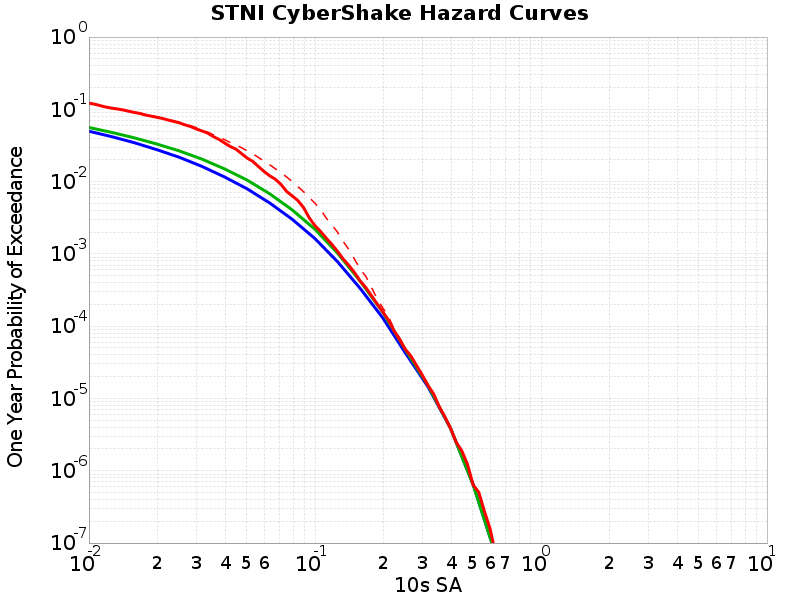 STNI CyberShake Hazard Curves
One Year Probability of Exceedance
10^0
10^-1
10^-2
10^-3
10^-4
10^-5
10^-6
10^-7
10^-2 2 3 4 5 6 10^-1 2 3 4 5 6 7 10^0 2 3 4 5 6 7 10^1
10s SA